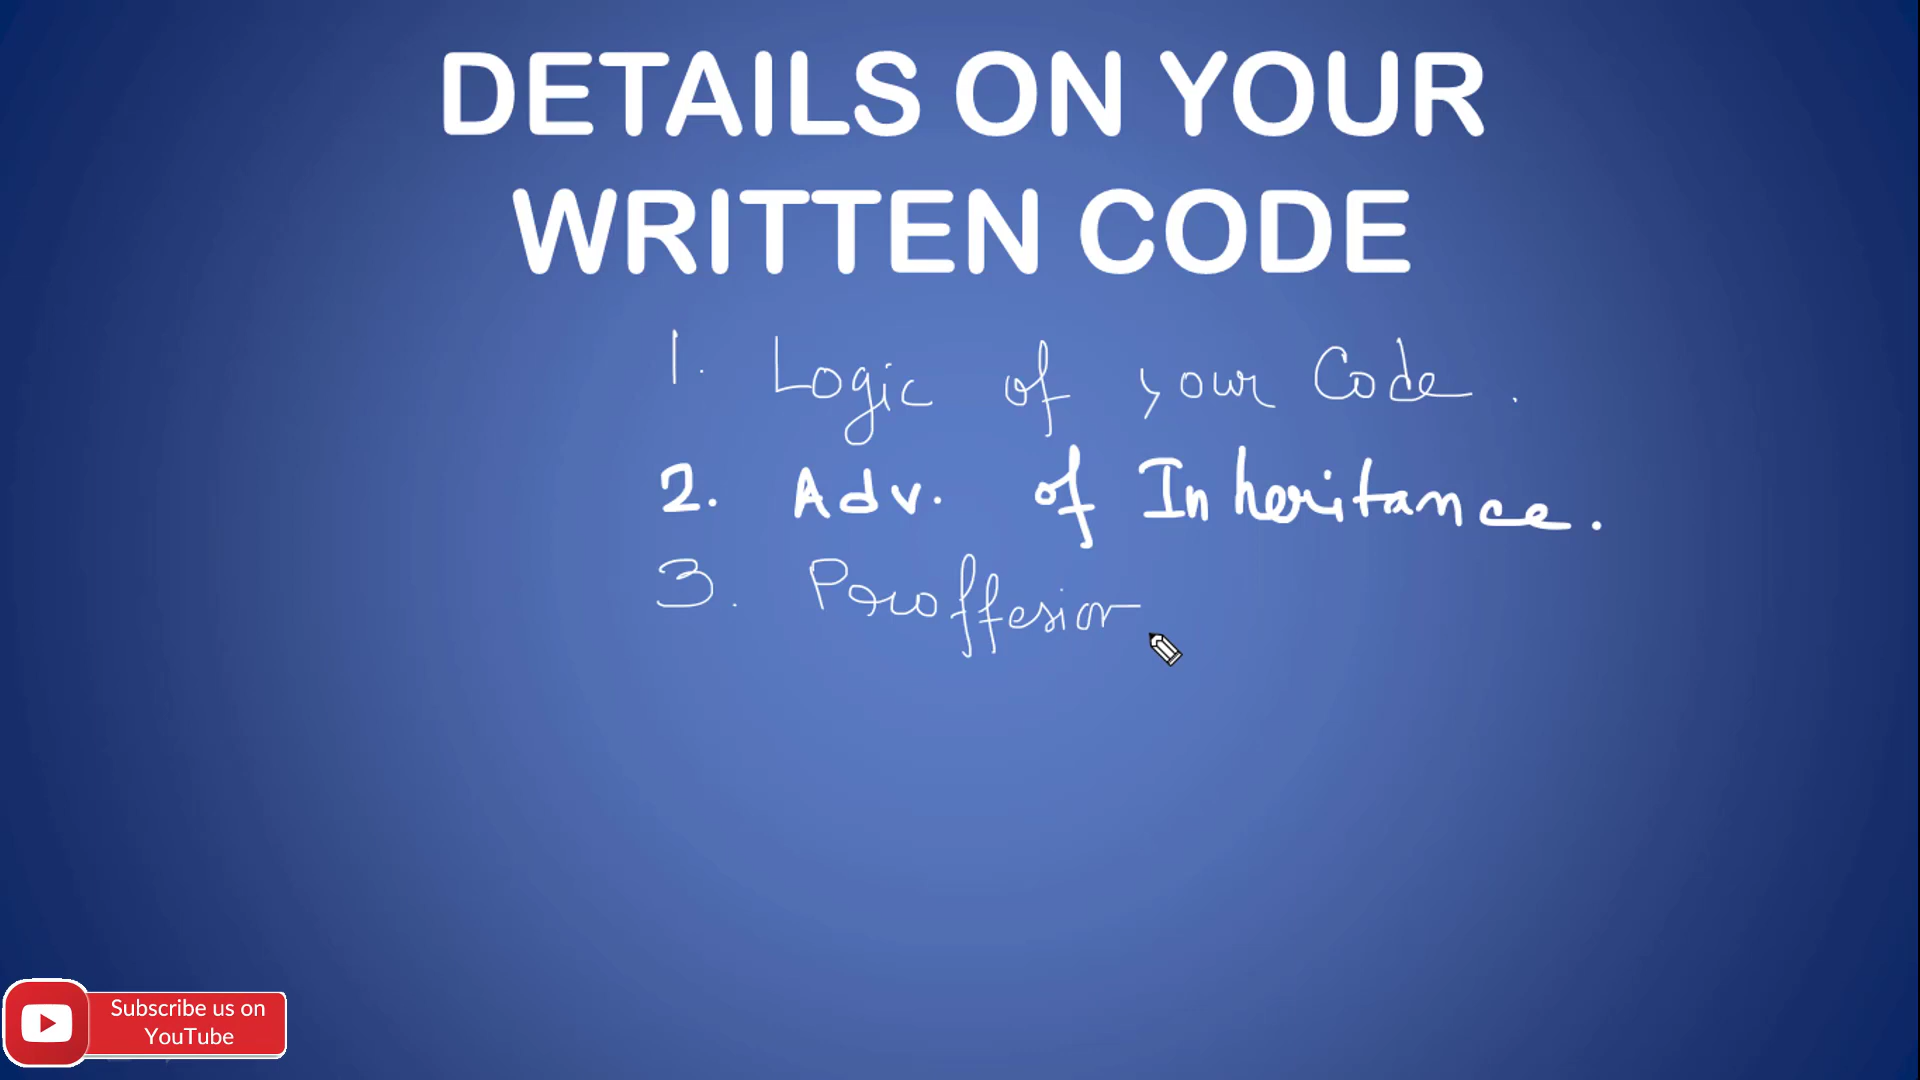 DETAILS ON YOUR
WRITTEN CODE
1. Logic of your Code.
2. Adv. of Inheritance.
3. Proffesion
Subscribe us on
YouTube